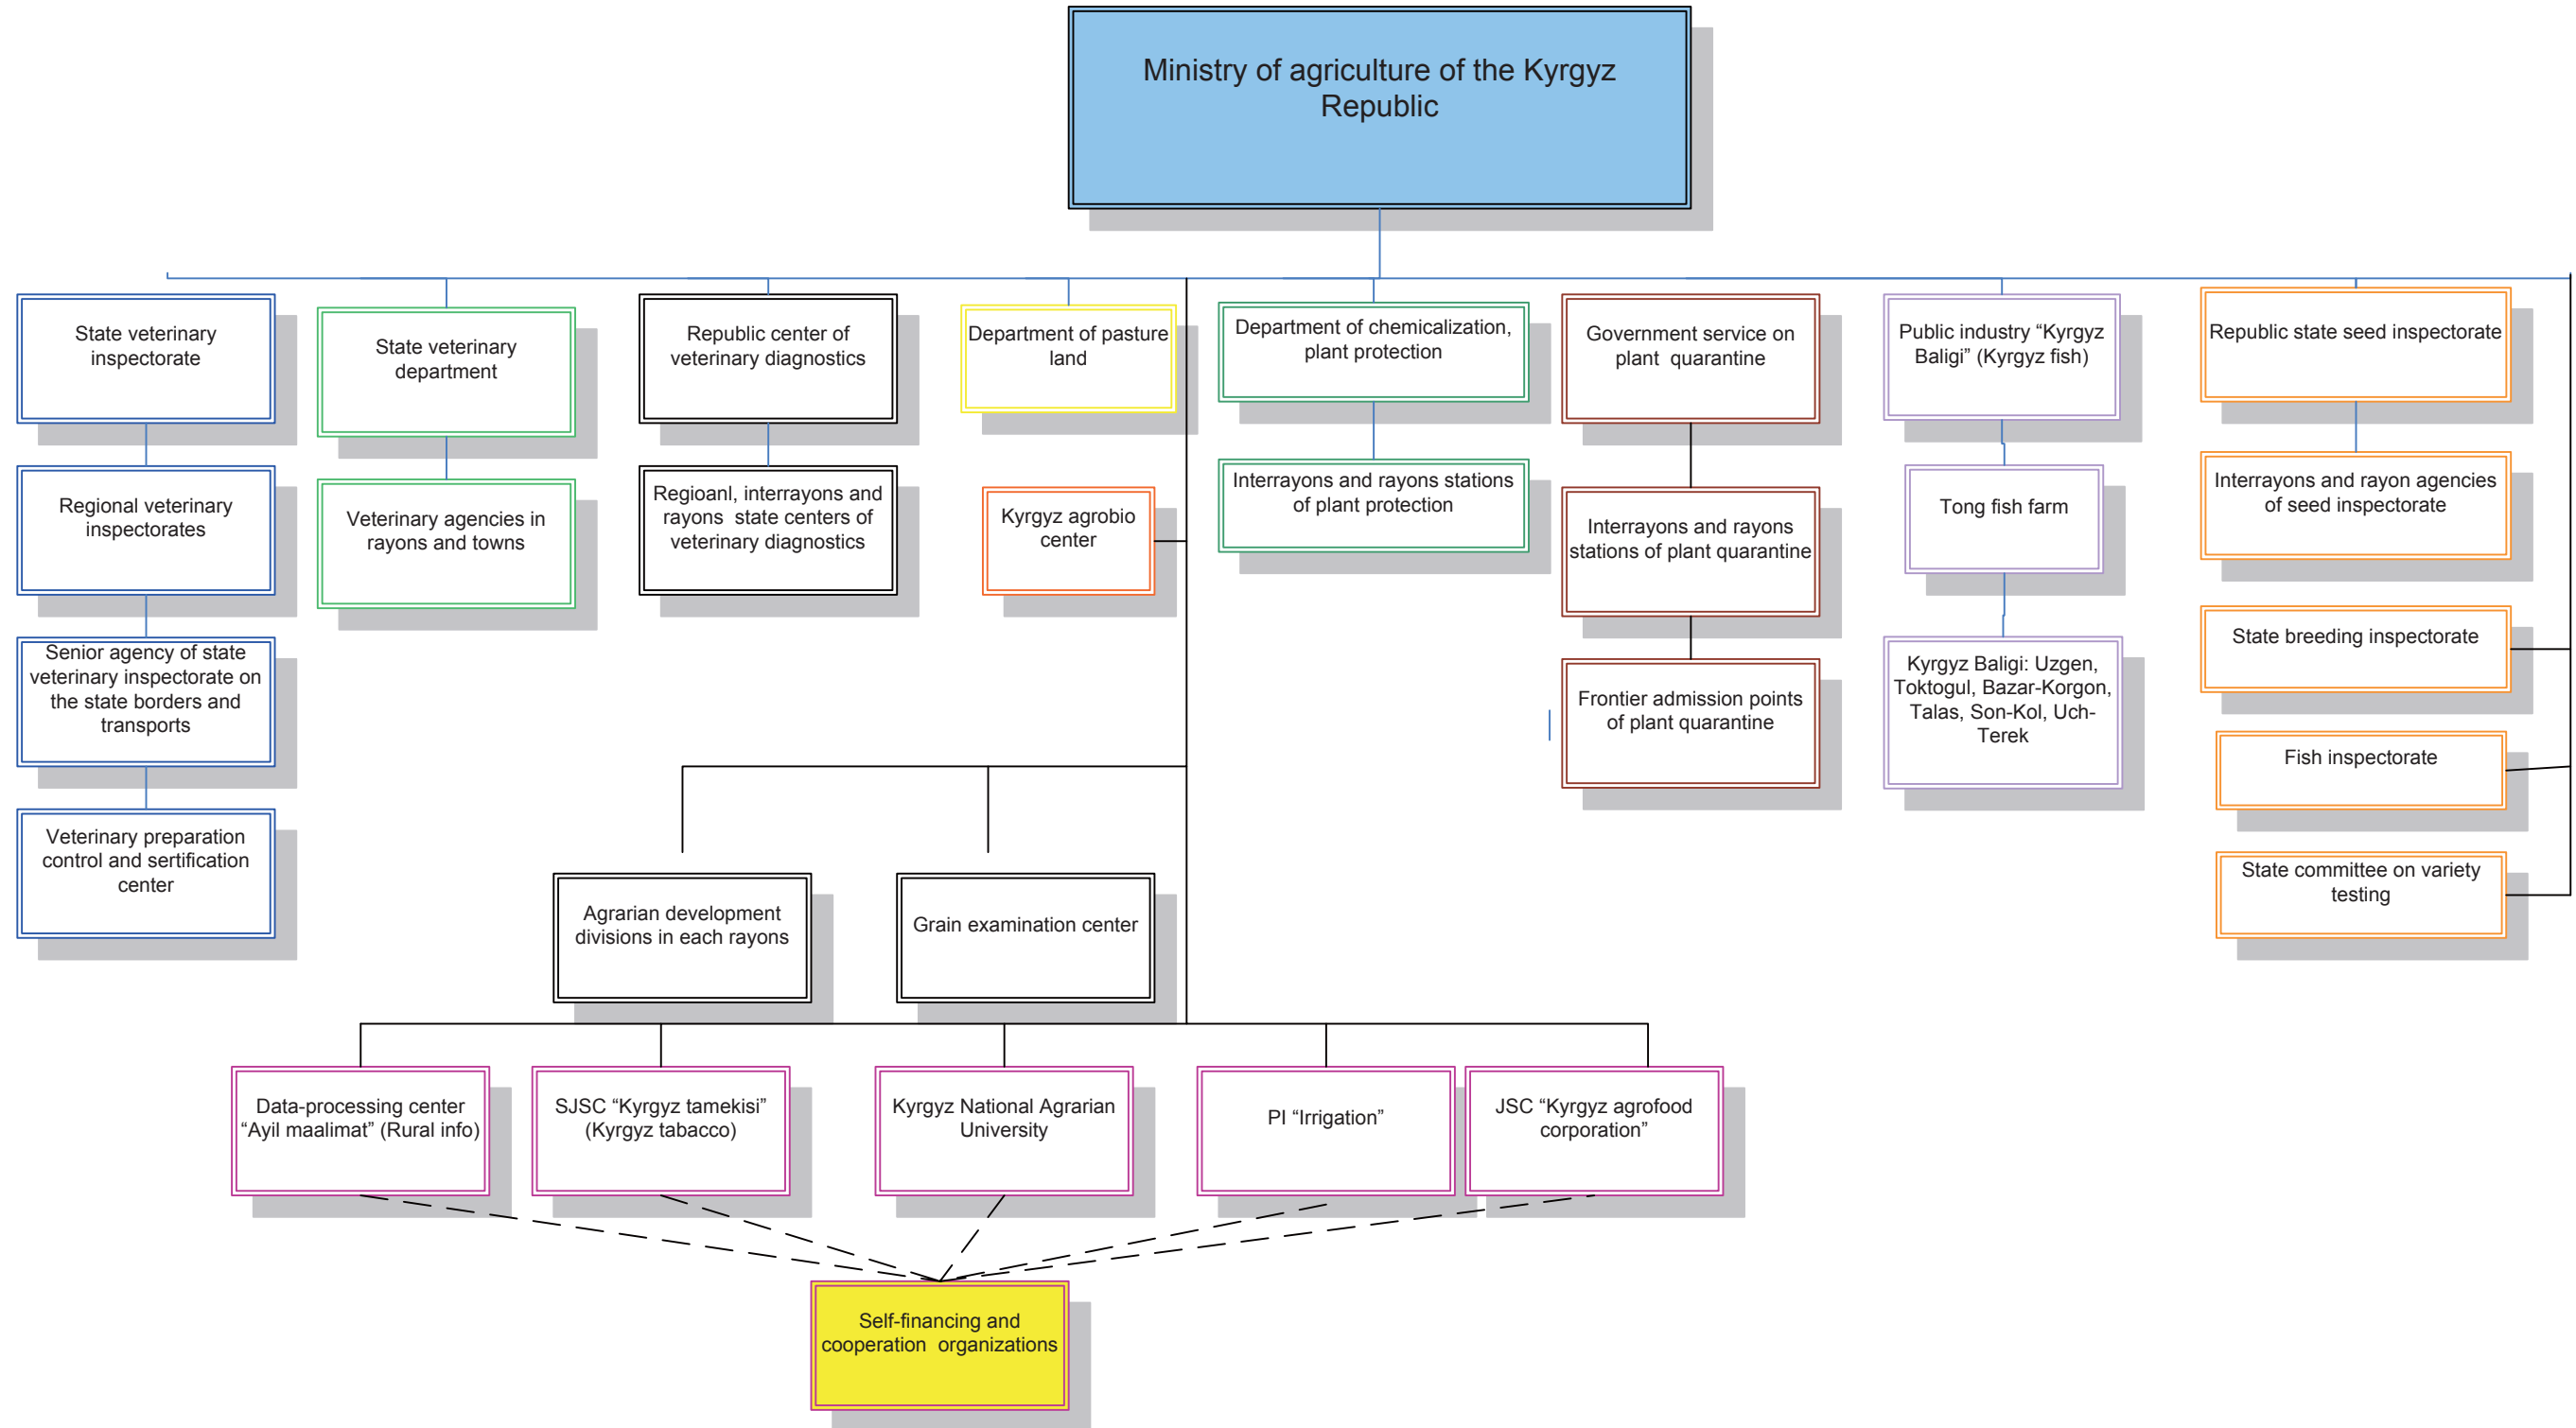 Ministry of agriculture of the Kyrgyz
Republic
State veterinary
inspectorate
State veterinary
department
Republic center of
veterinary diagnostics
Department of pasture
land
Department of chemicalization,
plant protection
Government service on
plant quarantine
Public industry “Kyrgyz
Baligi” (Kyrgyz fish)
Republic state seed inspectorate
Regional veterinary
inspectorates
Veterinary agencies in
rayons and towns
Regioanl, interrayons and
rayons state centers of
veterinary diagnostics
Kyrgyz agrobio
center
Interrayons and rayons stations
of plant protection
Interrayons and rayons
stations of plant quarantine
Tong fish farm
Interrayons and rayon agencies
of seed inspectorate
Senior agency of state
veterinary inspectorate on
the state borders and
transports
Frontier admission points
of plant quarantine
Kyrgyz Baligi: Uzgen,
Toktogul, Bazar-Korgon,
Talas, Son-Kol, Uch-
Terek
State breeding inspectorate
Fish inspectorate
Veterinary preparation
control and sertification
center
Agrarian development
divisions in each rayons
Grain examination center
State committee on variety
testing
Data-processing center
“Ayil maalimat” (Rural info)
SJSC “Kyrgyz tamekisi”
(Kyrgyz tabacco)
Kyrgyz National Agrarian
University
PI “Irrigation”
JSC “Kyrgyz agrofood
corporation”
Self-financing and
cooperation organizations